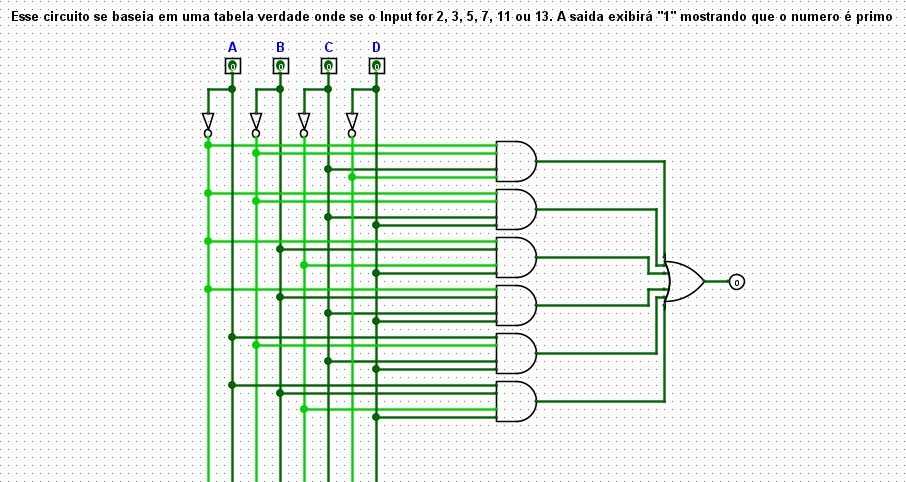 Esse circuito se baseia em uma tabela verdade onde se o Input for 2, 3, 5, 7, 11 ou 13. A saida exibirá "1" mostrando que o numero é primo
A B C D
0 0 0 0
0